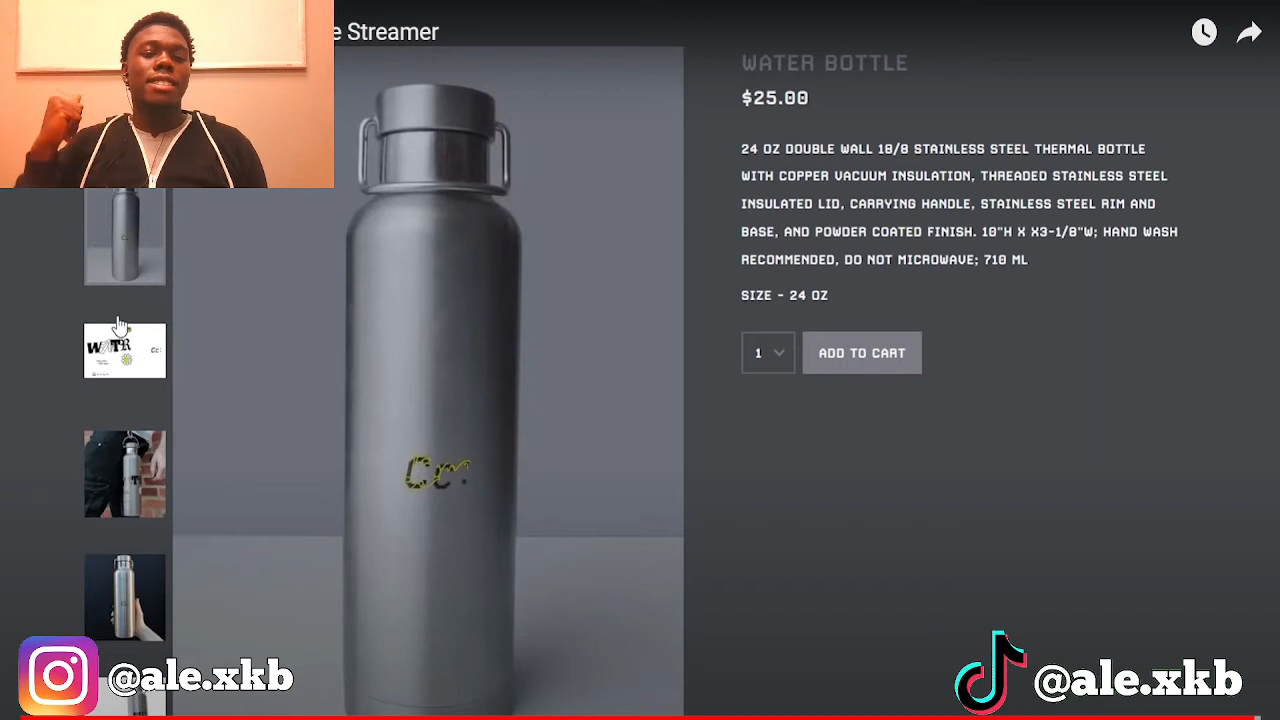 e Streamer
WATER BOTTLE
$25.00
24 OZ DOUBLE WALL 18/8 STAINLESS STEEL THERMAL BOTTLE
WITH COPPER VACUUM INSULATION, THREADED STAINLESS STEEL
INSULATED LID, CARRYING HANDLE, STAINLESS STEEL RIM AND
BASE, AND POWDER COATED FINISH. 10"H X X3-1/8"W; HAND WASH
RECOMMENDED, DO NOT MICROWAVE; 710 ML
SIZE - 24 OZ
1
ADD TO CART
WATR
Cc:
Cc:
@ale.xkb
@ale.xkb